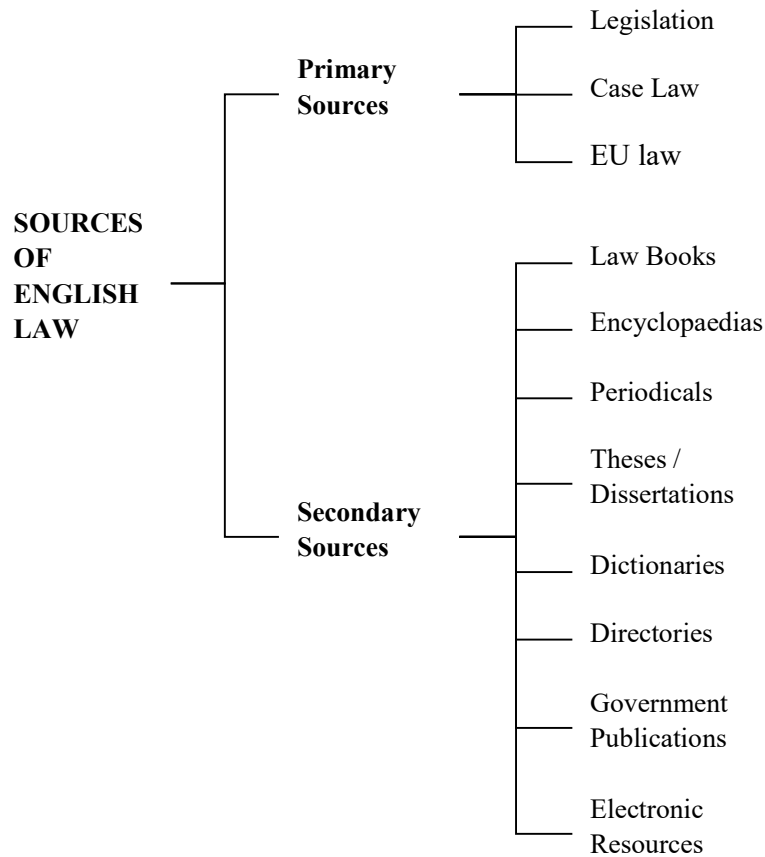 SOURCES
OF
ENGLISH
LAW
Primary
Sources
Legislation
Case Law
EU law
Secondary
Sources
Law Books
Encyclopaedias
Periodicals
Theses /
Dissertations
Dictionaries
Directories
Government
Publications
Electronic
Resources